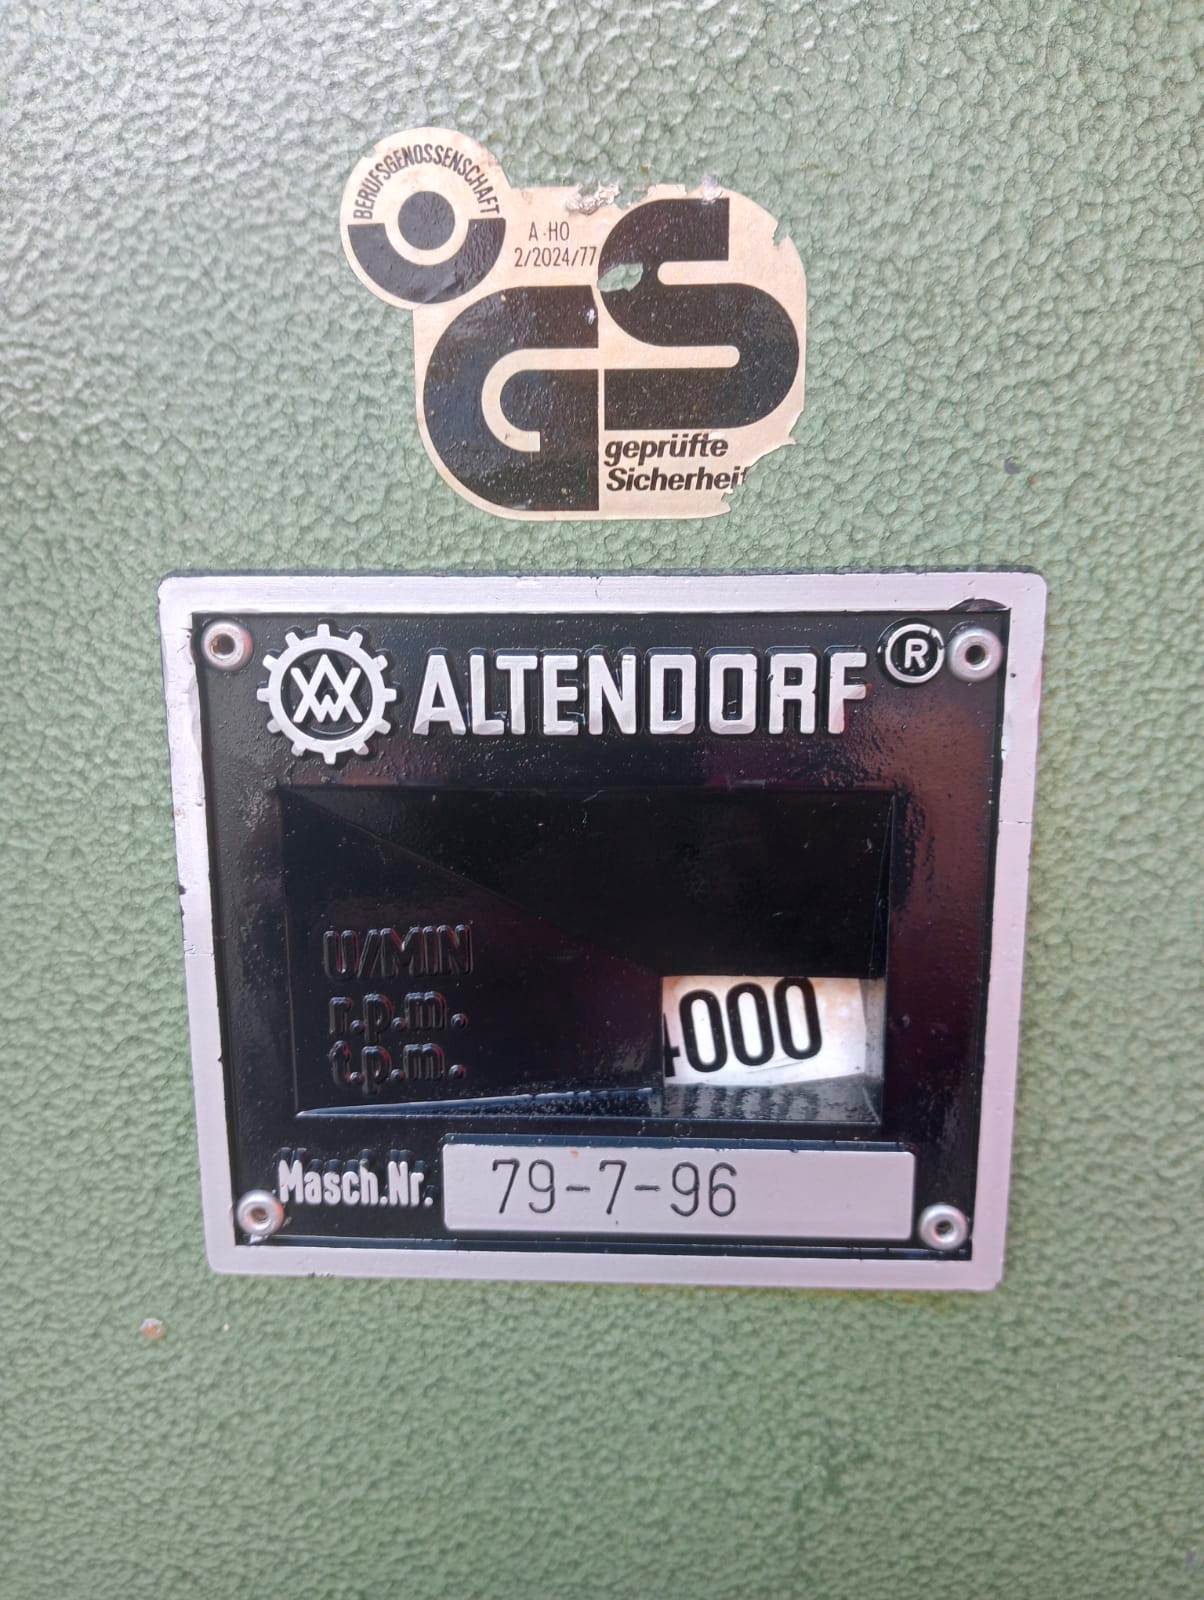 BERUFSGENOSSENSCHAFT
A-HO
2/2024/77
GS
geprüfte
Sicherheit
ALTENDORF®
U/MIN
r.p.m.
t.p.m.
4000
Masch.Nr. 79-7-96